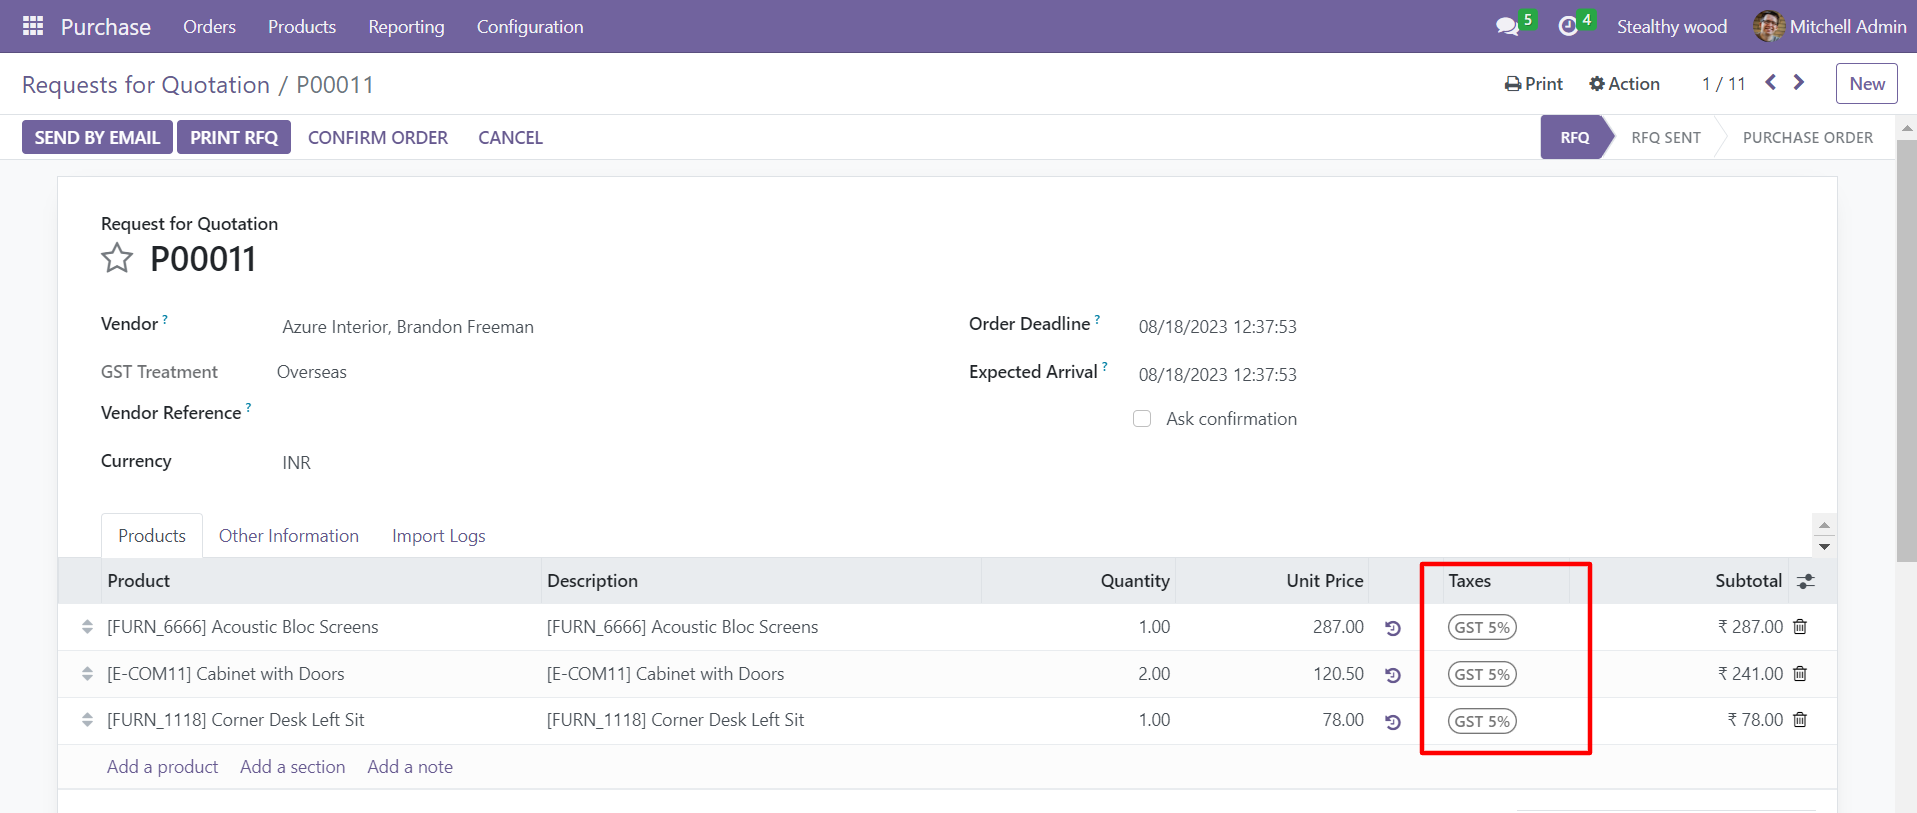 Purchase Orders Products Reporting Configuration 5 4 Stealthy wood Mitchell Admin
Requests for Quotation / P00011 Print Action 1 / 11 New
SEND BY EMAIL PRINT RFQ CONFIRM ORDER CANCEL RFQ RFQ SENT PURCHASE ORDER
Request for Quotation
P00011
Vendor ? Azure Interior, Brandon Freeman Order Deadline ? 08/18/2023 12:37:53
GST Treatment Overseas Expected Arrival ? 08/18/2023 12:37:53
Vendor Reference ? Ask confirmation
Currency INR
Products Other Information Import Logs
Product Description Quantity Unit Price Taxes Subtotal
[FURN_6666] Acoustic Bloc Screens [FURN_6666] Acoustic Bloc Screens 1.00 287.00 GST 5% ₹ 287.00
[E-COM11] Cabinet with Doors [E-COM11] Cabinet with Doors 2.00 120.50 GST 5% ₹ 241.00
[FURN_1118] Corner Desk Left Sit [FURN_1118] Corner Desk Left Sit 1.00 78.00 GST 5% ₹ 78.00
Add a product Add a section Add a note